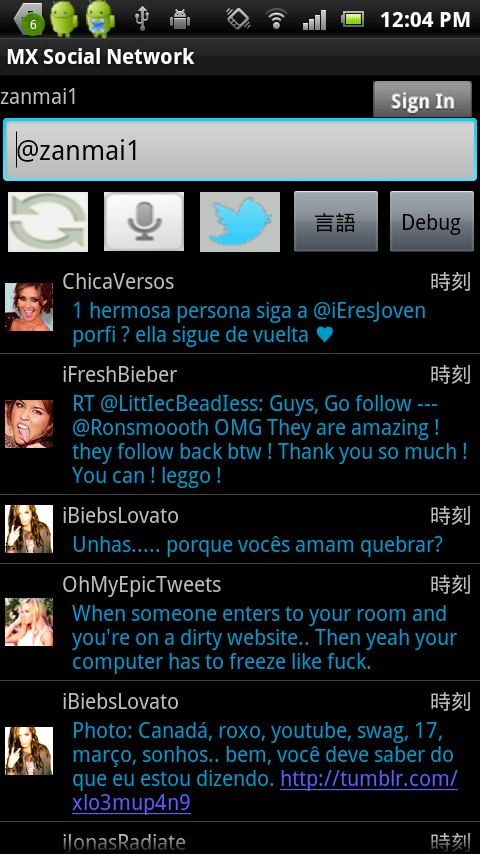 6
12:04 PM
MX Social Network
zanmai1
Sign In
@zanmai1
言語
Debug
ChicaVersos 時刻
1 hermosa persona siga a @iEresJoven
porfi ? ella sigue de vuelta ♥
iFreshBieber 時刻
RT @LittIecBeadIess: Guys, Go follow ---
@Ronsmoooth OMG They are amazing !
they follow back btw ! Thank you so much !
You can ! leggo !
iBiebsLovato 時刻
Unhas..... porque vocês amam quebrar?
OhMyEpicTweets 時刻
When someone enters to your room and
you're on a dirty website.. Then yeah your
computer has to freeze like fuck.
iBiebsLovato 時刻
Photo: Canadá, roxo, youtube, swag, 17,
março, sonhos.. bem, você deve saber do
que eu estou dizendo. http://tumblr.com/
xlo3mup4n9
iJonasRadiate 時刻